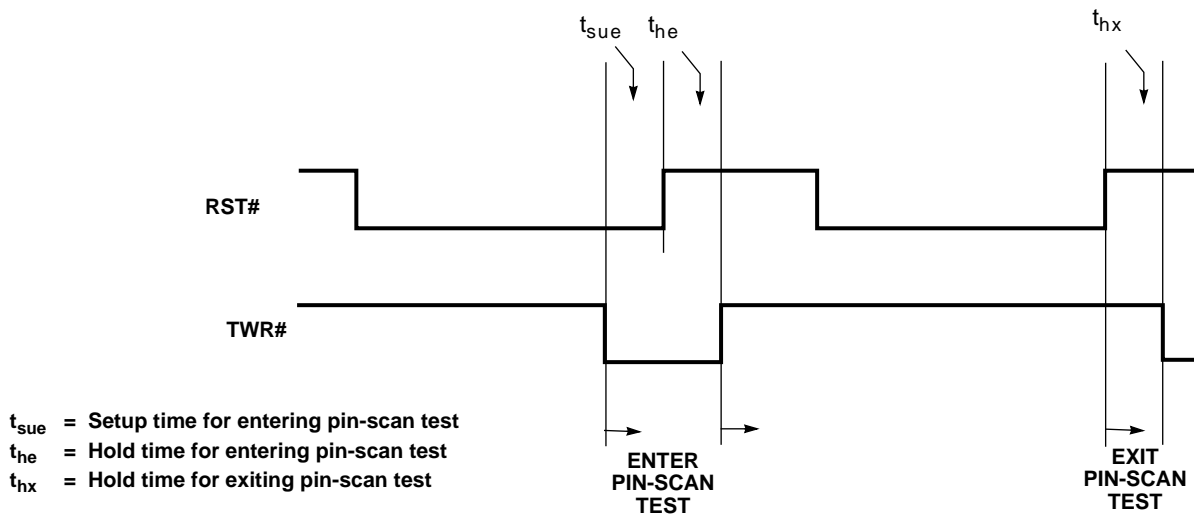 tsue
the
thx
RST#
TWR#
tsue = Setup time for entering pin-scan test
the = Hold time for entering pin-scan test
thx = Hold time for exiting pin-scan test
ENTER
PIN-SCAN
TEST
EXIT
PIN-SCAN
TEST